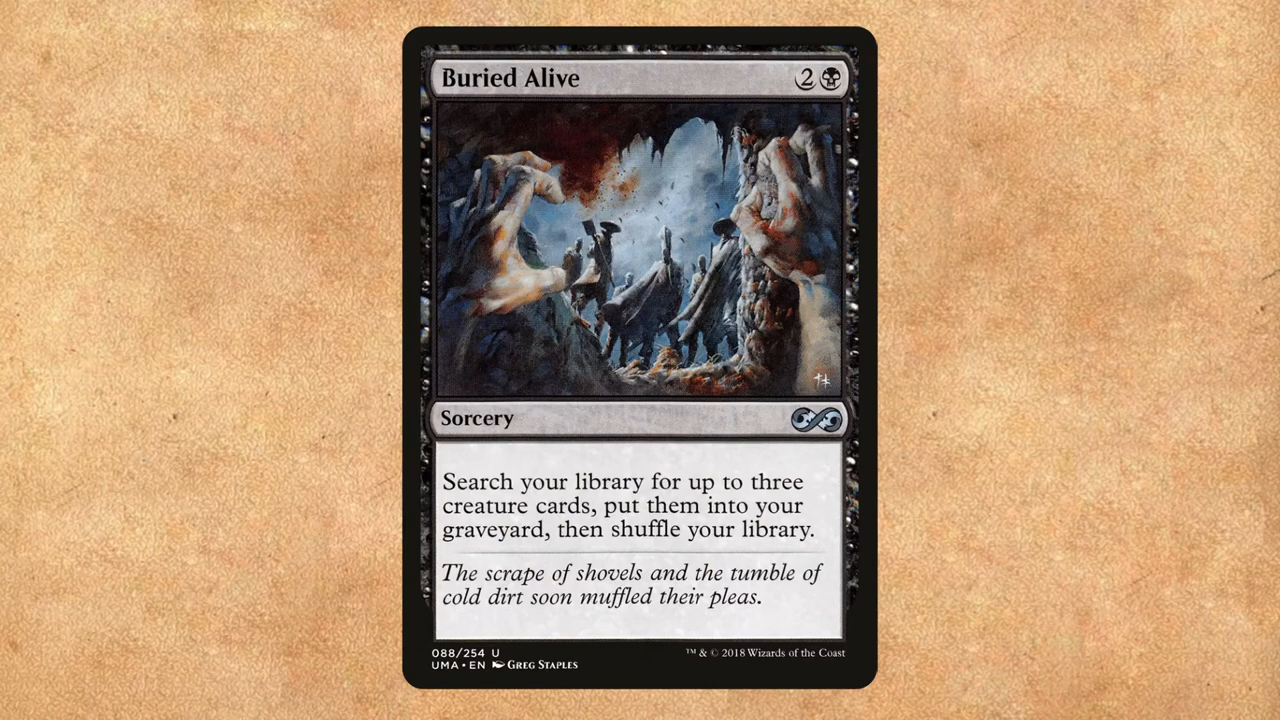 Buried Alive 2
Sorcery
Search your library for up to three
creature cards, put them into your
graveyard, then shuffle your library.
The scrape of shovels and the tumble of
cold dirt soon muffled their pleas.
088/254 U
™ & © 2018 Wizards of the Coast
UMA • EN Greg Staples